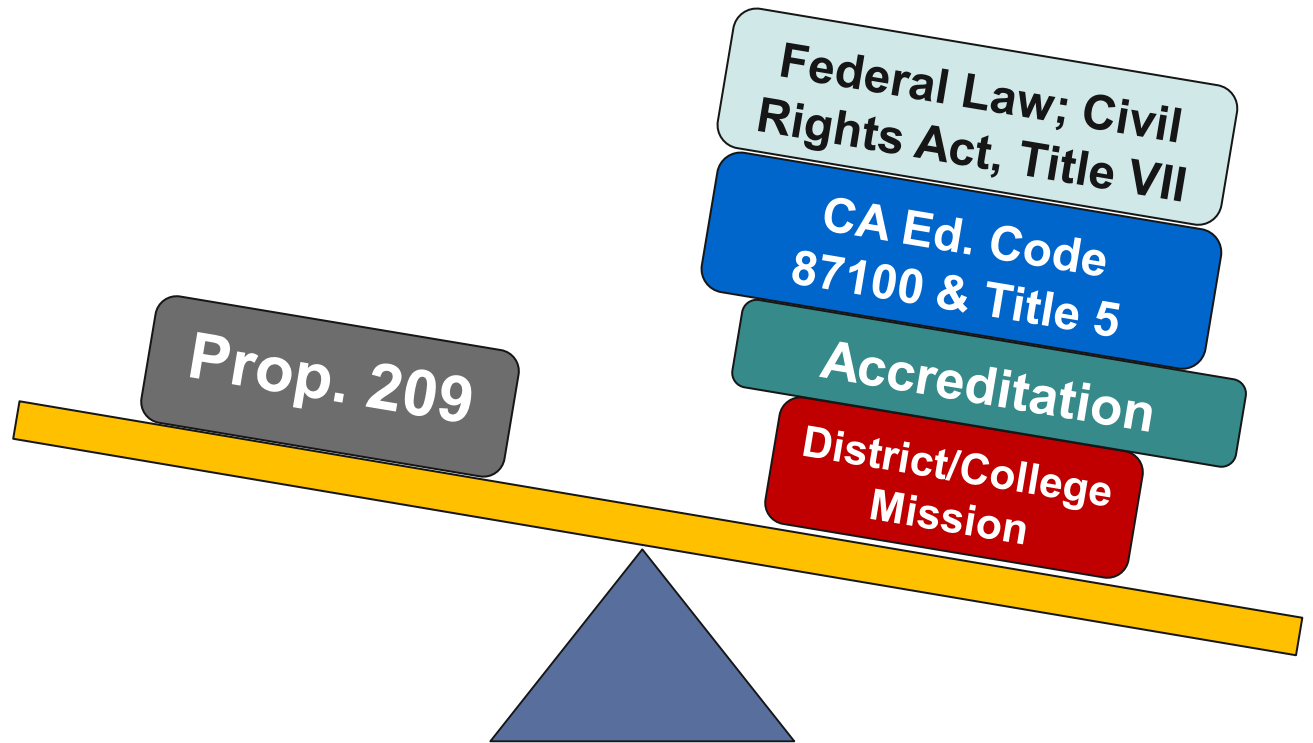 Federal Law; Civil
Rights Act, Title VII
CA Ed. Code
87100 & Title 5
Accreditation
District/College
Mission
Prop. 209